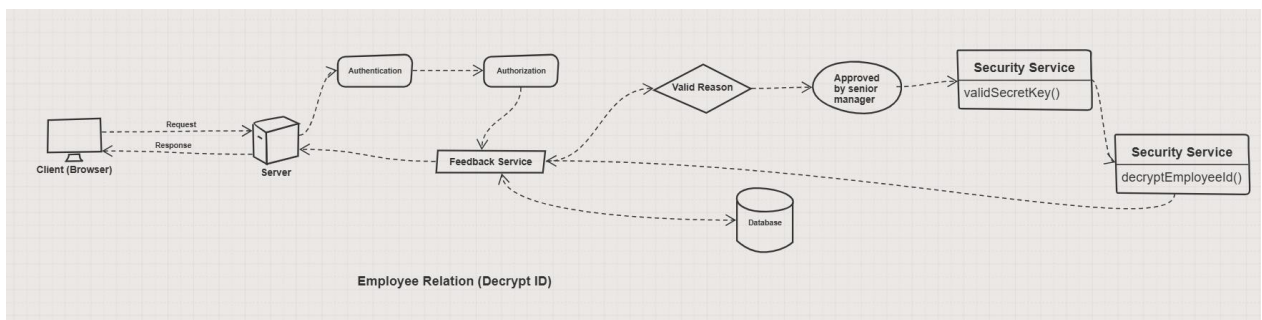 Authentication
Authorization
Valid Reason
Approved
by senior
manager
Security Service
validSecretKey()
Request
Response
Client (Browser)
Server
Feedback Service
Security Service
decryptEmployeeId()
Database
Employee Relation (Decrypt ID)